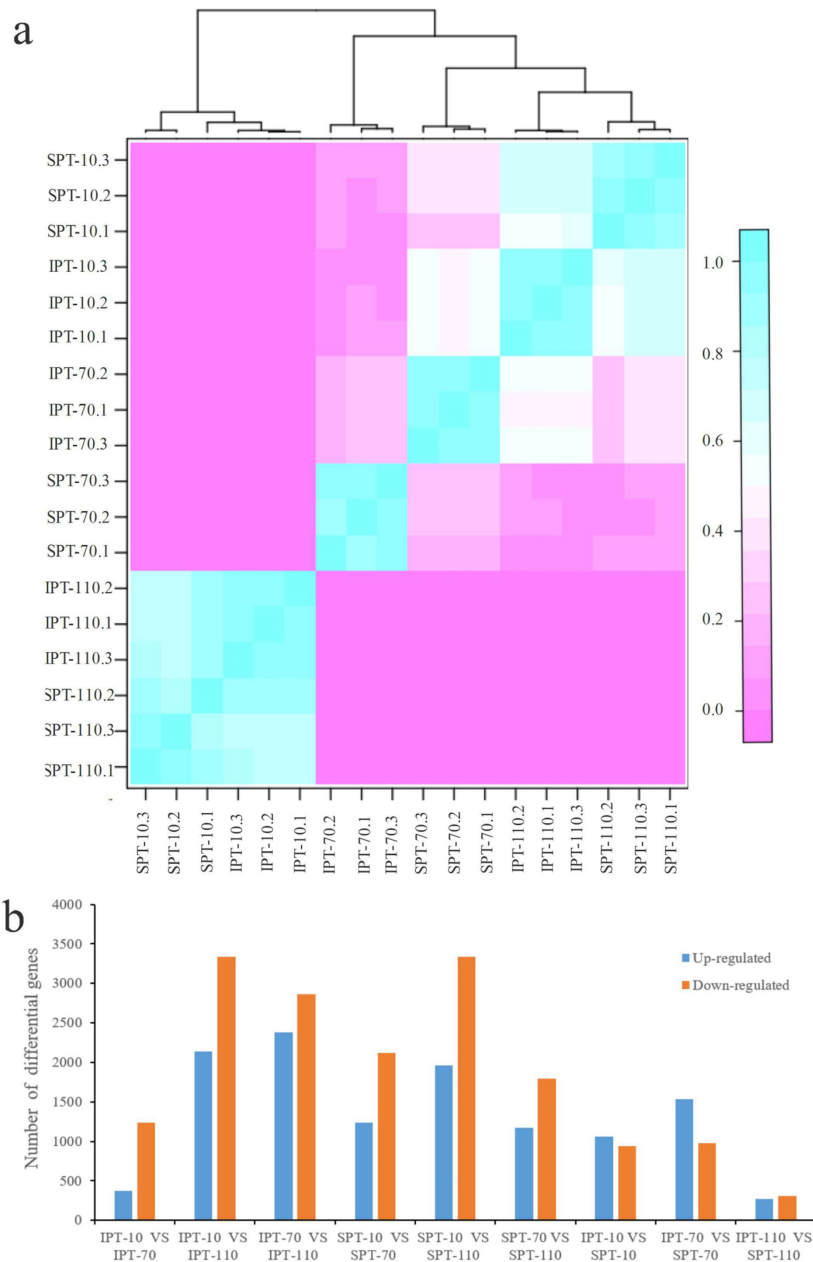 a
SPT-10.3
SPT-10.2
SPT-10.1
IPT-10.3
IPT-10.2
IPT-10.1
IPT-70.2
IPT-70.1
IPT-70.3
SPT-70.3
SPT-70.2
SPT-70.1
IPT-110.2
IPT-110.1
IPT-110.3
SPT-110.2
SPT-110.3
SPT-110.1
1.0
0.8
0.6
0.4
0.2
0.0
SPT-10.3
SPT-10.2
SPT-10.1
IPT-10.3
IPT-10.2
IPT-10.1
IPT-70.2
IPT-70.1
IPT-70.3
SPT-70.3
SPT-70.2
SPT-70.1
IPT-110.2
IPT-110.1
IPT-110.3
SPT-110.2
SPT-110.3
SPT-110.1
b
Number of differential genes
4000
3500
3000
2500
2000
1500
1000
500
0
Up-regulated
Down-regulated
IPT-10 VS
IPT-70
IPT-10 VS
IPT-110
IPT-70 VS
IPT-110
SPT-10 VS
SPT-70
SPT-10 VS
SPT-110
SPT-70 VS
SPT-110
IPT-10 VS
SPT-10
IPT-70 VS
SPT-70
IPT-110 VS
SPT-110